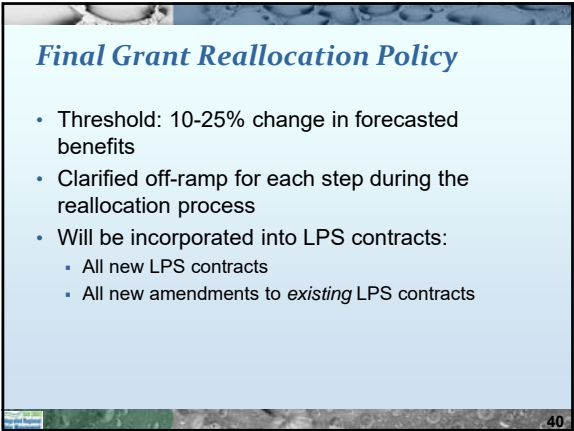 Final Grant Reallocation Policy
• Threshold: 10-25% change in forecasted
benefits
• Clarified off-ramp for each step during the
reallocation process
• Will be incorporated into LPS contracts:
▪ All new LPS contracts
▪ All new amendments to existing LPS contracts
40